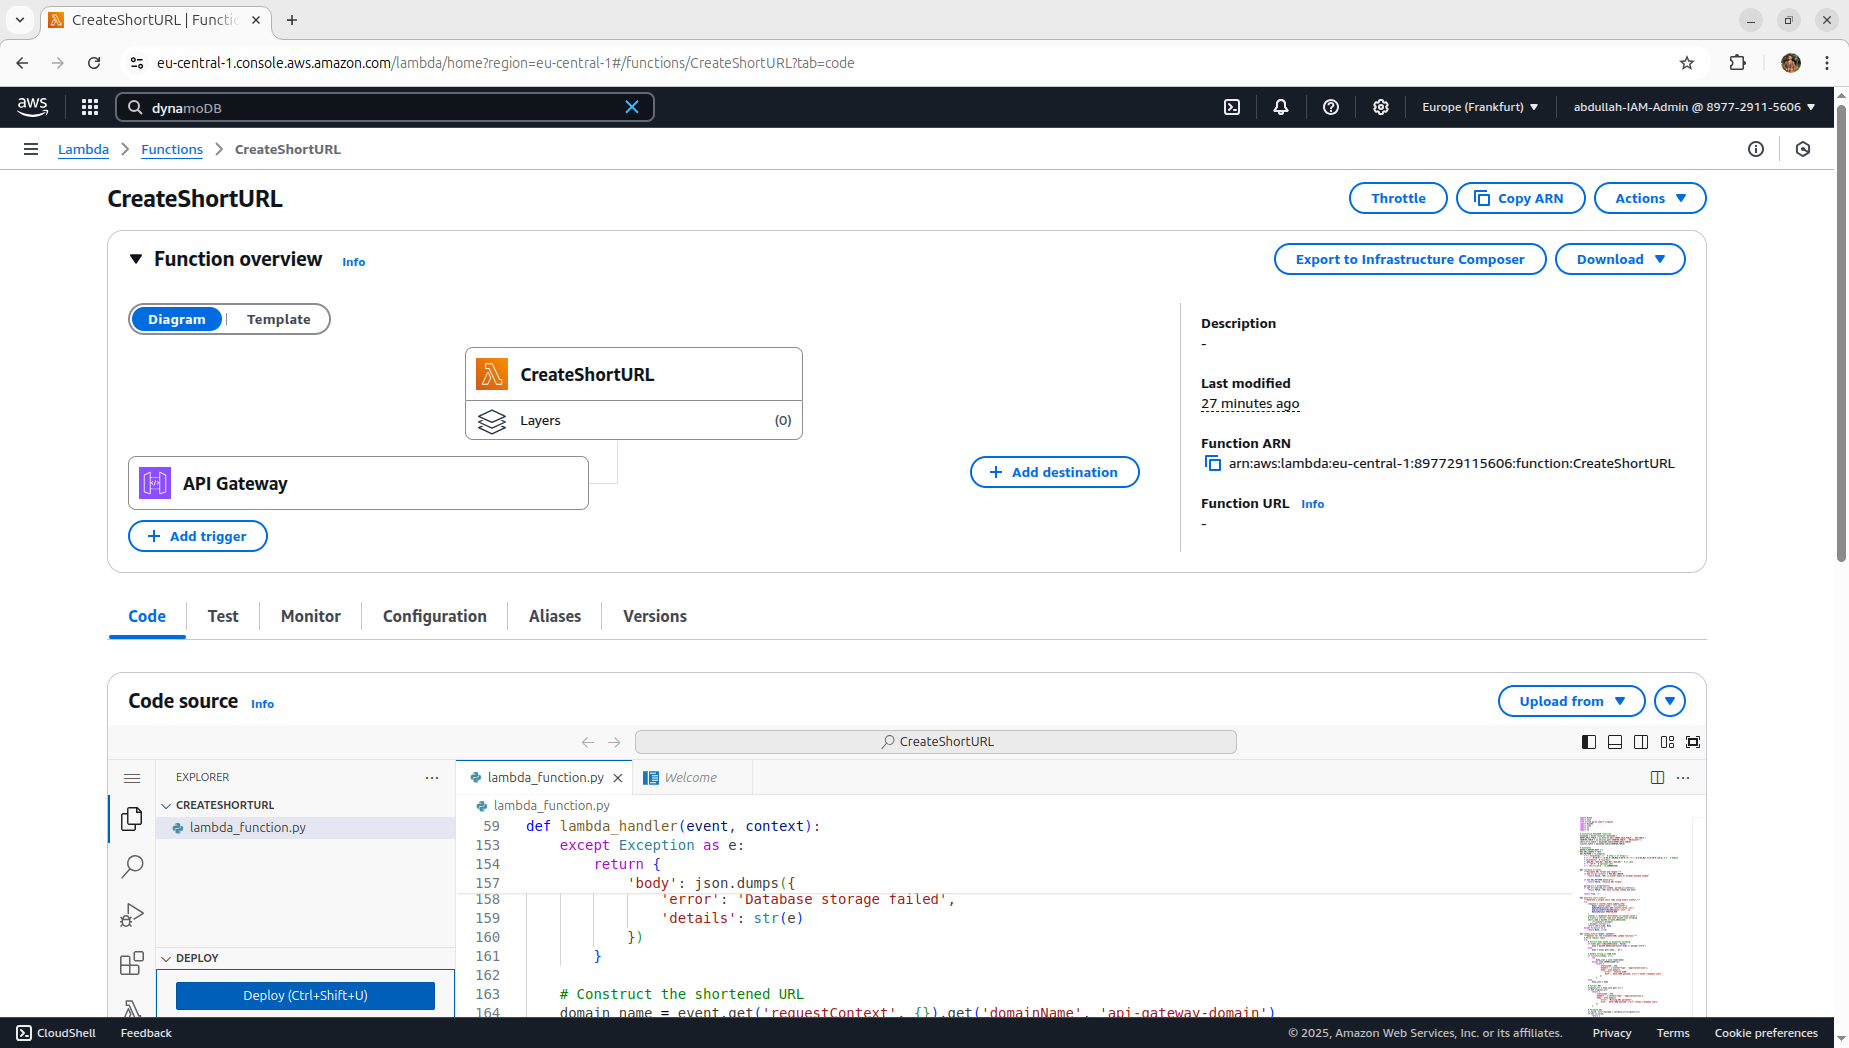 CreateShortURL | Functio
eu-central-1.console.aws.amazon.com/lambda/home?region=eu-central-1#/functions/CreateShortURL?tab=code
aws
dynamoDB
Europe (Frankfurt)
abdullah-IAM-Admin @ 8977-2911-5606
Lambda
Functions
CreateShortURL
CreateShortURL
Throttle
Copy ARN
Actions
Function overview
Info
Export to Infrastructure Composer
Download
Diagram
Template
CreateShortURL
Layers
(0)
API Gateway
Add trigger
Add destination
Description
-
Last modified
27 minutes ago
Function ARN
arn:aws:lambda:eu-central-1:897729115606:function:CreateShortURL
Function URL
Info
-
Code
Test
Monitor
Configuration
Aliases
Versions
Code source
Info
Upload from
CreateShortURL
EXPLORER
CREATESHORTURL
lambda_function.py
DEPLOY
Deploy (Ctrl+Shift+U)
lambda_function.py
Welcome
lambda_function.py
59 def lambda_handler(event, context):
153 except Exception as e:
154 return {
157 'body': json.dumps({
158 'error': 'Database storage failed',
159 'details': str(e)
160 })
161 }
162
163 # Construct the shortened URL
164 domain_name = event.get('requestContext', {}).get('domainName', 'api-gateway-domain')
CloudShell
Feedback
© 2025, Amazon Web Services, Inc. or its affiliates.
Privacy
Terms
Cookie preferences